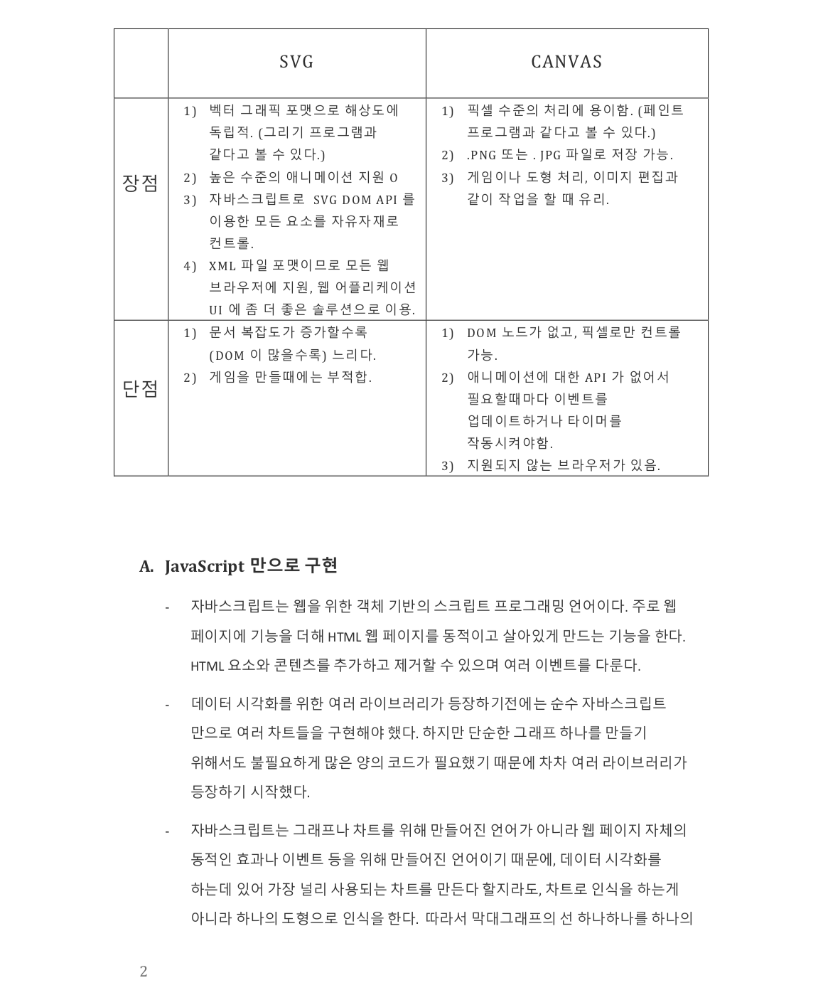 SVG
CANVAS
장점
1) 벡터 그래픽 포맷으로 해상도에
독립적. (그리기 프로그램과
같다고 볼 수 있다.)
2) 높은 수준의 애니메이션 지원 O
3) 자바스크립트로 SVG DOM API 를
이용한 모든 요소를 자유자재로
컨트롤.
4) XML 파일 포맷이므로 모든 웹
브라우저에 지원, 웹 어플리케이션
UI 에 좀 더 좋은 솔루션으로 이용.
1) 픽셀 수준의 처리에 용이함. (페인트
프로그램과 같다고 볼 수 있다.)
2) .PNG 또는 . JPG 파일로 저장 가능.
3) 게임이나 도형 처리, 이미지 편집과
같이 작업을 할 때 유리.
단점
1) 문서 복잡도가 증가할수록
(DOM 이 많을수록) 느리다.
2) 게임을 만들때에는 부적합.
1) DOM 노드가 없고, 픽셀로만 컨트롤
가능.
2) 애니메이션에 대한 API 가 없어서
필요할때마다 이벤트를
업데이트하거나 타이머를
작동시켜야함.
3) 지원되지 않는 브라우저가 있음.
A. JavaScript 만으로 구현
- 자바스크립트는 웹을 위한 객체 기반의 스크립트 프로그래밍 언어이다. 주로 웹
페이지에 기능을 더해 HTML 웹 페이지를 동적이고 살아있게 만드는 기능을 한다.
HTML 요소와 콘텐츠를 추가하고 제거할 수 있으며 여러 이벤트를 다룬다.
- 데이터 시각화를 위한 여러 라이브러리가 등장하기전에는 순수 자바스크립트
만으로 여러 차트들을 구현해야 했다. 하지만 단순한 그래프 하나를 만들기
위해서도 불필요하게 많은 양의 코드가 필요했기 때문에 차차 여러 라이브러리가
등장하기 시작했다.
- 자바스크립트는 그래프나 차트를 위해 만들어진 언어가 아니라 웹 페이지 자체의
동적인 효과나 이벤트 등을 위해 만들어진 언어이기 때문에, 데이터 시각화를
하는데 있어 가장 널리 사용되는 차트를 만든다 할지라도, 차트로 인식을 하는게
아니라 하나의 도형으로 인식을 한다. 따라서 막대그래프의 선 하나하나를 하나의
2